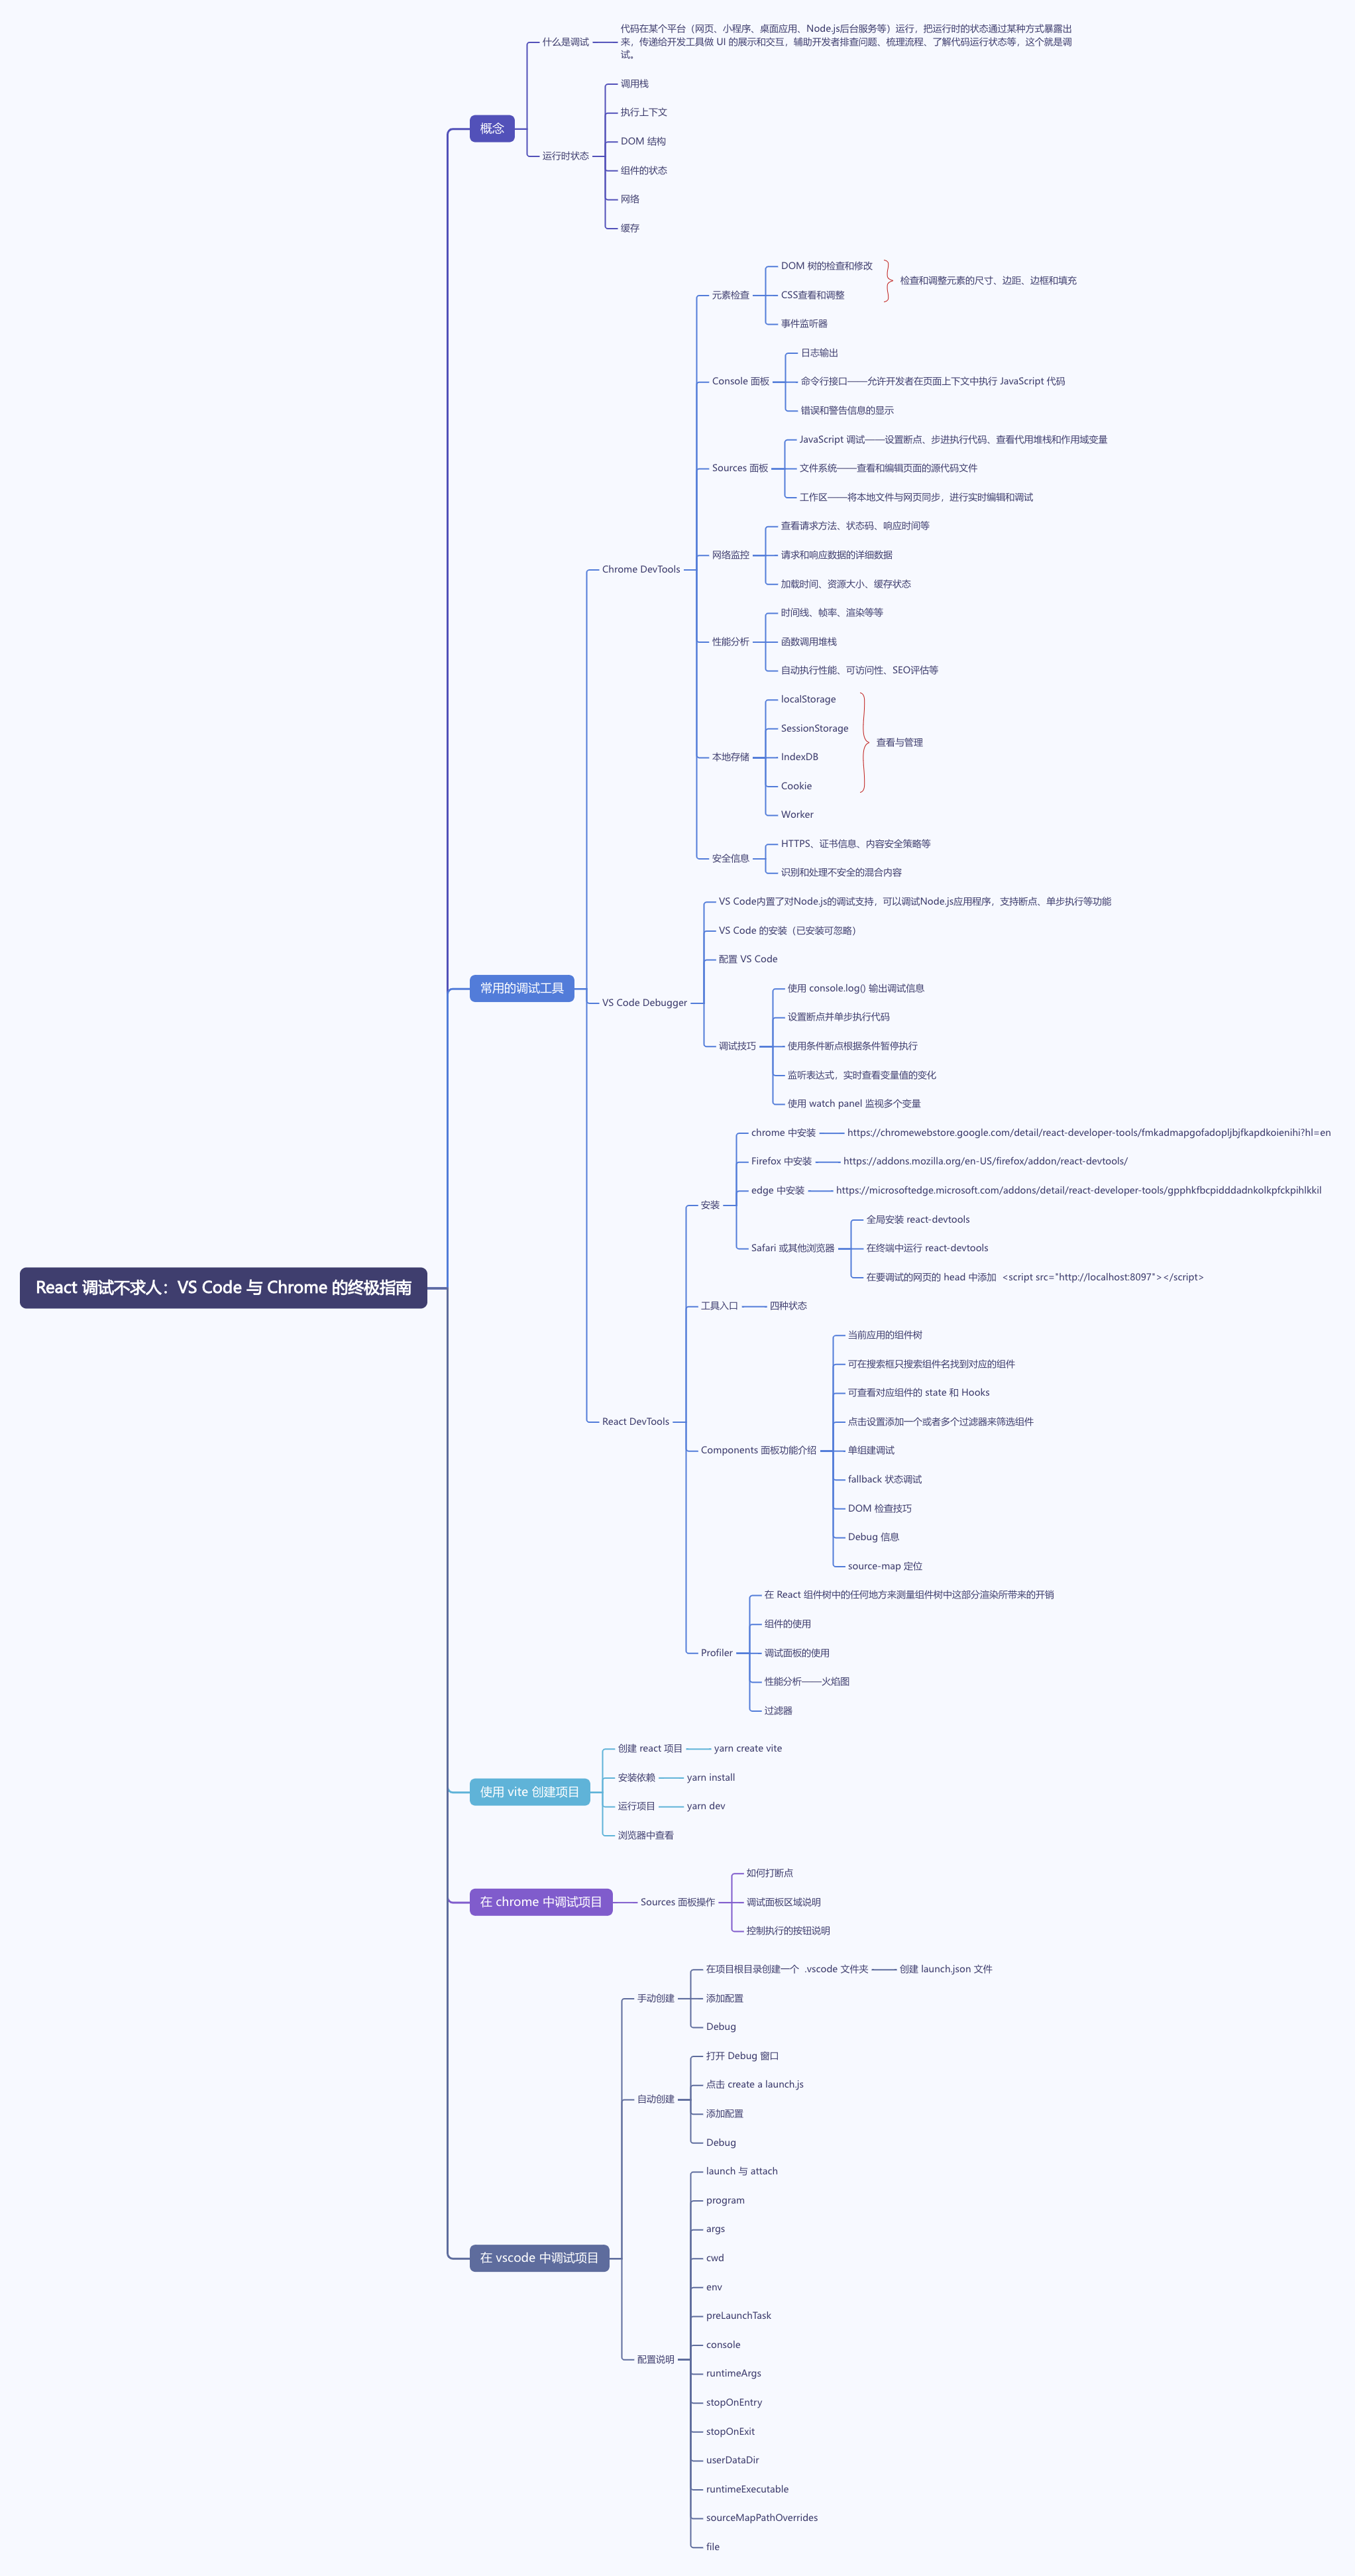 React 调试不求人：VS Code 与 Chrome 的终极指南
概念
什么是调试
代码在某个平台（网页、小程序、桌面应用、Node.js后台服务等）运行，把运行时的状态通过某种方式暴露出
来，传递给开发工具做 UI 的展示和交互，辅助开发者排查问题、梳理流程、了解代码运行状态等，这个就是调
试。
运行时状态
调用栈
执行上下文
DOM 结构
组件的状态
网络
缓存
常用的调试工具
Chrome DevTools
元素检查
DOM 树的检查和修改
CSS查看和调整
检查和调整元素的尺寸、边距、边框和填充
事件监听器
Console 面板
日志输出
命令行接口——允许开发者在页面上下文中执行 JavaScript 代码
错误和警告信息的显示
Sources 面板
JavaScript 调试——设置断点、步进执行代码、查看代用堆栈和作用域变量
文件系统——查看和编辑页面的源代码文件
工作区——将本地文件与网页同步，进行实时编辑和调试
网络监控
查看请求方法、状态码、响应时间等
请求和响应数据的详细数据
加载时间、资源大小、缓存状态
性能分析
时间线、帧率、渲染等等
函数调用堆栈
自动执行性能、可访问性、SEO评估等
本地存储
localStorage
SessionStorage
IndexDB
Cookie
查看与管理
Worker
安全信息
HTTPS、证书信息、内容安全策略等
识别和处理不安全的混合内容
VS Code Debugger
VS Code内置了对Node.js的调试支持，可以调试Node.js应用程序，支持断点、单步执行等功能
VS Code 的安装（已安装可忽略）
配置 VS Code
调试技巧
使用 console.log() 输出调试信息
设置断点并单步执行代码
使用条件断点根据条件暂停执行
监听表达式，实时查看变量值的变化
使用 watch panel 监视多个变量
React DevTools
安装
chrome 中安装
https://chromewebstore.google.com/detail/react-developer-tools/fmkadmapgofadopljbjfkapdkoienihi?hl=en
Firefox 中安装
https://addons.mozilla.org/en-US/firefox/addon/react-devtools/
edge 中安装
https://microsoftedge.microsoft.com/addons/detail/react-developer-tools/gpphkfbcpidddadnkolkpfckpihlkkil
Safari 或其他浏览器
全局安装 react-devtools
在终端中运行 react-devtools
在要调试的网页的 head 中添加 <script src="http://localhost:8097"></script>
工具入口
四种状态
Components 面板功能介绍
当前应用的组件树
可在搜索框只搜索组件名找到对应的组件
可查看对应组件的 state 和 Hooks
点击设置添加一个或者多个过滤器来筛选组件
单组建调试
fallback 状态调试
DOM 检查技巧
Debug 信息
source-map 定位
Profiler
在 React 组件树中的任何地方来测量组件树中这部分渲染所带来的开销
组件的使用
调试面板的使用
性能分析——火焰图
过滤器
使用 vite 创建项目
创建 react 项目
yarn create vite
安装依赖
yarn install
运行项目
yarn dev
浏览器中查看
在 chrome 中调试项目
Sources 面板操作
如何打断点
调试面板区域说明
控制执行的按钮说明
在 vscode 中调试项目
手动创建
在项目根目录创建一个 .vscode 文件夹
创建 launch.json 文件
添加配置
Debug
自动创建
打开 Debug 窗口
点击 create a launch.js
添加配置
Debug
配置说明
launch 与 attach
program
args
cwd
env
preLaunchTask
console
runtimeArgs
stopOnEntry
stopOnExit
userDataDir
runtimeExecutable
sourceMapPathOverrides
file